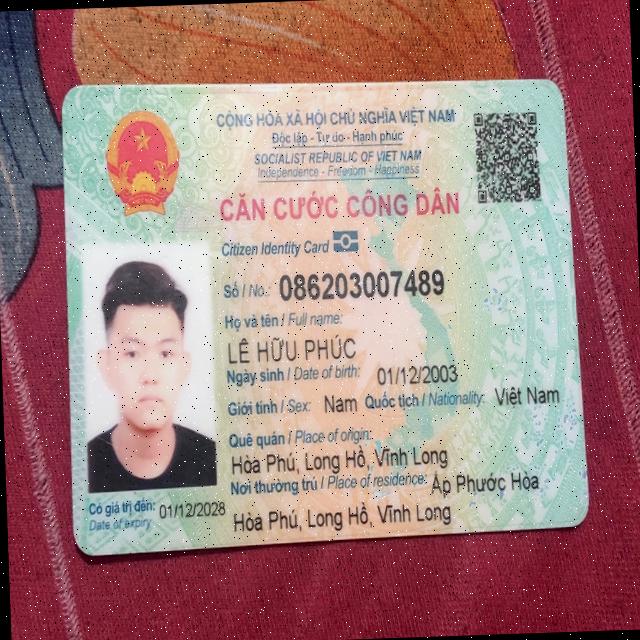 CỘNG HÒA XÃ HỘI CHỦ NGHĨA VIỆT NAM
Độc lập - Tự do - Hạnh phúc
SOCIALIST REPUBLIC OF VIET NAM
Independence - Freedom - Happiness
CĂN CƯỚC CÔNG DÂN
Citizen Identity Card
Số / No.: 086203007489
Họ và tên / Full name:
LÊ HỮU PHÚC
Ngày sinh / Date of birth: 01/12/2003
Giới tính / Sex: Nam Quốc tịch / Nationality: Việt Nam
Quê quán / Place of origin:
Hòa Phú, Long Hồ, Vĩnh Long
Nơi thường trú / Place of residence: Ấp Phước Hòa
Hòa Phú, Long Hồ, Vĩnh Long
Có giá trị đến: 01/12/2028
Date of expiry